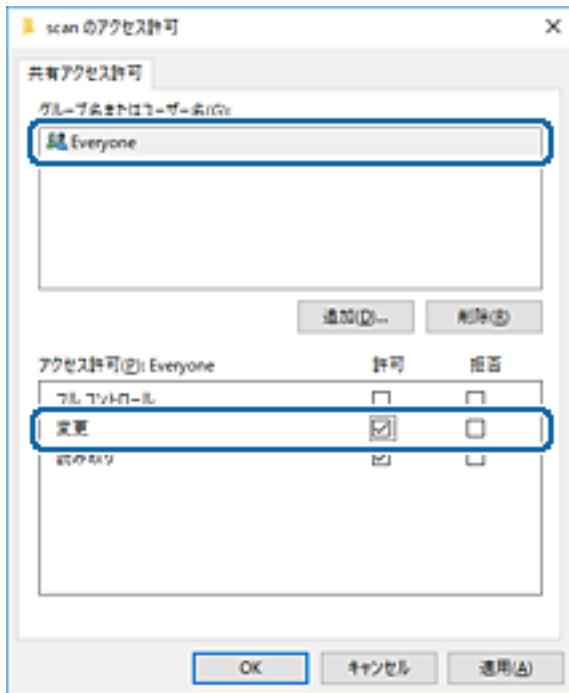 scan のアクセス許可
共有アクセス許可
グループ名またはユーザー名(G):
Everyone
追加(D)... 削除(R)
アクセス許可(P): Everyone 許可 拒否
フル コントロール
変更
読み取り
OK キャンセル 適用(A)